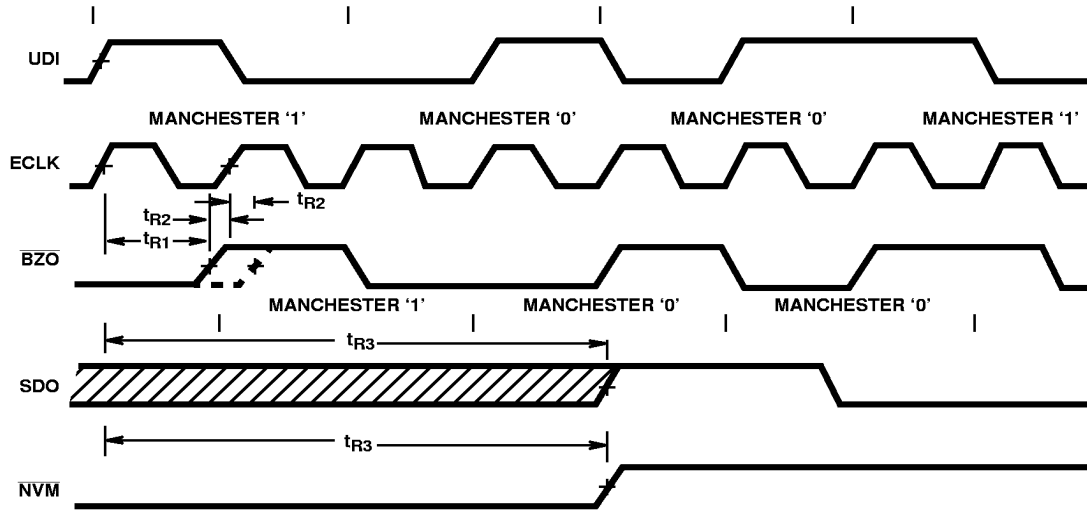 UDI
MANCHESTER ‘1’ MANCHESTER ‘0’ MANCHESTER ‘0’ MANCHESTER ‘1’
ECLK
tR2
tR2
tR1
BZO
MANCHESTER ‘1’ MANCHESTER ‘0’ MANCHESTER ‘0’
tR3
SDO
tR3
NVM